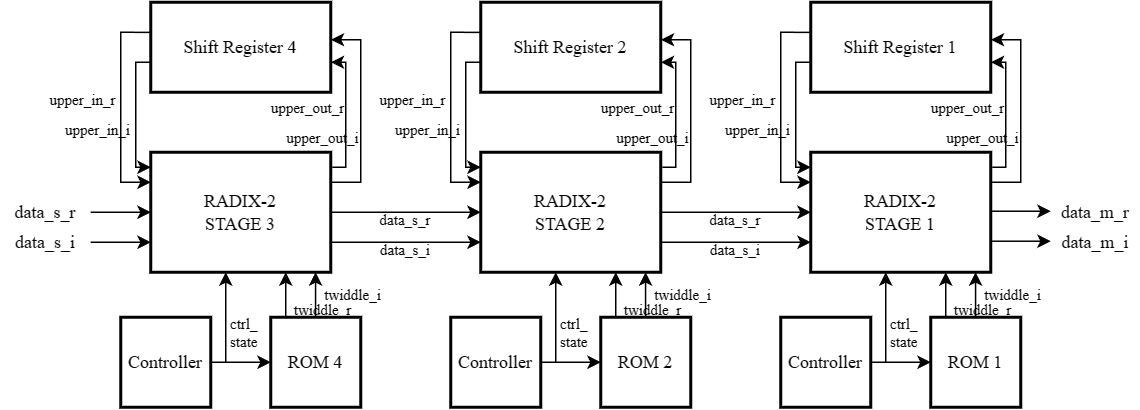 Shift Register 4
Shift Register 2
Shift Register 1
upper_in_r
upper_out_r
upper_in_r
upper_out_r
upper_in_r
upper_out_r
upper_in_i
upper_out_i
upper_in_i
upper_out_i
upper_in_i
upper_out_i
data_s_r
data_s_i
RADIX-2
STAGE 3
data_s_r
data_s_i
RADIX-2
STAGE 2
data_s_r
data_s_i
RADIX-2
STAGE 1
data_m_r
data_m_i
twiddle_i
twiddle_r
twiddle_i
twiddle_r
twiddle_i
twiddle_r
Controller
ctrl_
state
ROM 4
Controller
ctrl_
state
ROM 2
Controller
ctrl_
state
ROM 1